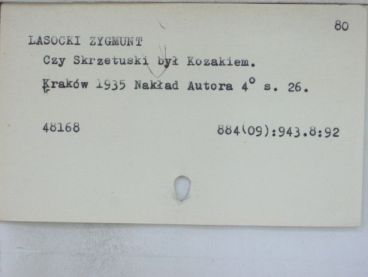 80
LASOCKI ZYGMUNT
Czy Skrzetuski był Kozakiem.
Kraków 1935 Nakład Autora 4° s. 26.
48168 884(09):943.8:92